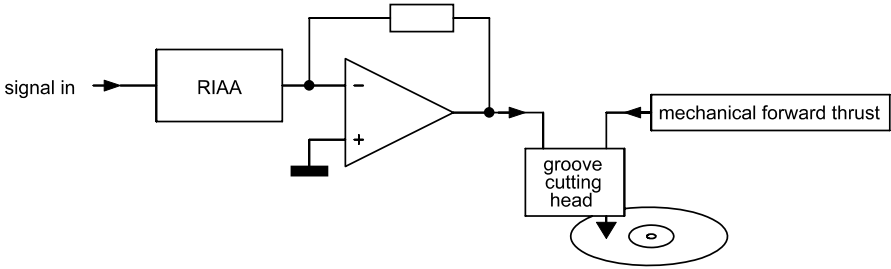 signal in
RIAA
−
+
mechanical forward thrust
groove
cutting
head